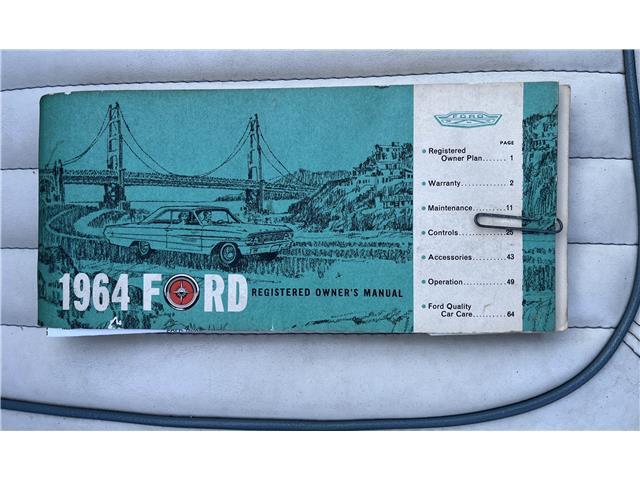 1964 FORD
REGISTERED OWNER'S MANUAL
FORD
PAGE
Registered
Owner Plan....... 1
Warranty............ 2
Maintenance.......11
Controls............25
Accessories.......43
Operation..........49
Ford Quality
Car Care..........64